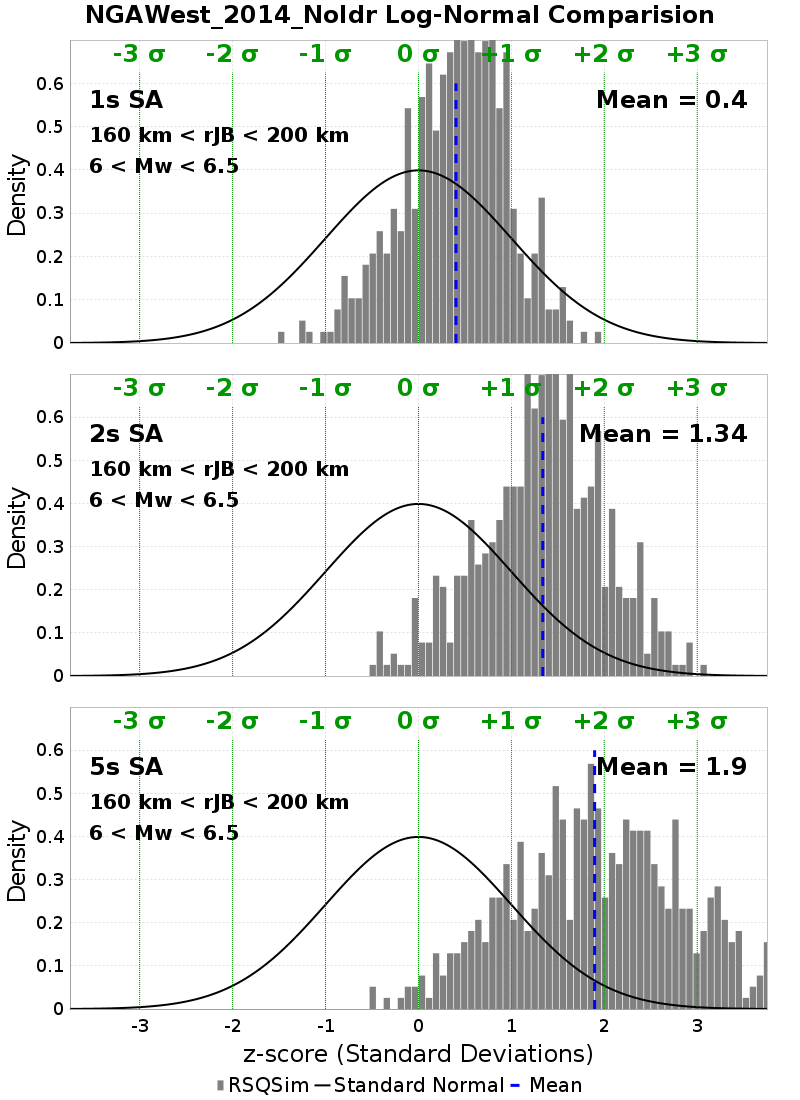 NGAWest_2014_NoIdr Log-Normal Comparision
-3 σ -2 σ -1 σ 0 σ +1 σ +2 σ +3 σ
1s SA Mean = 0.4
160 km < rJB < 200 km
6 < Mw < 6.5
Density
0.6
0.5
0.4
0.3
0.2
0.1
0
-3 σ -2 σ -1 σ 0 σ +1 σ +2 σ +3 σ
2s SA Mean = 1.34
160 km < rJB < 200 km
6 < Mw < 6.5
Density
0.6
0.5
0.4
0.3
0.2
0.1
0
-3 σ -2 σ -1 σ 0 σ +1 σ +2 σ +3 σ
5s SA Mean = 1.9
160 km < rJB < 200 km
6 < Mw < 6.5
Density
0.6
0.5
0.4
0.3
0.2
0.1
0
-3 -2 -1 0 1 2 3
z-score (Standard Deviations)
RSQSim Standard Normal Mean